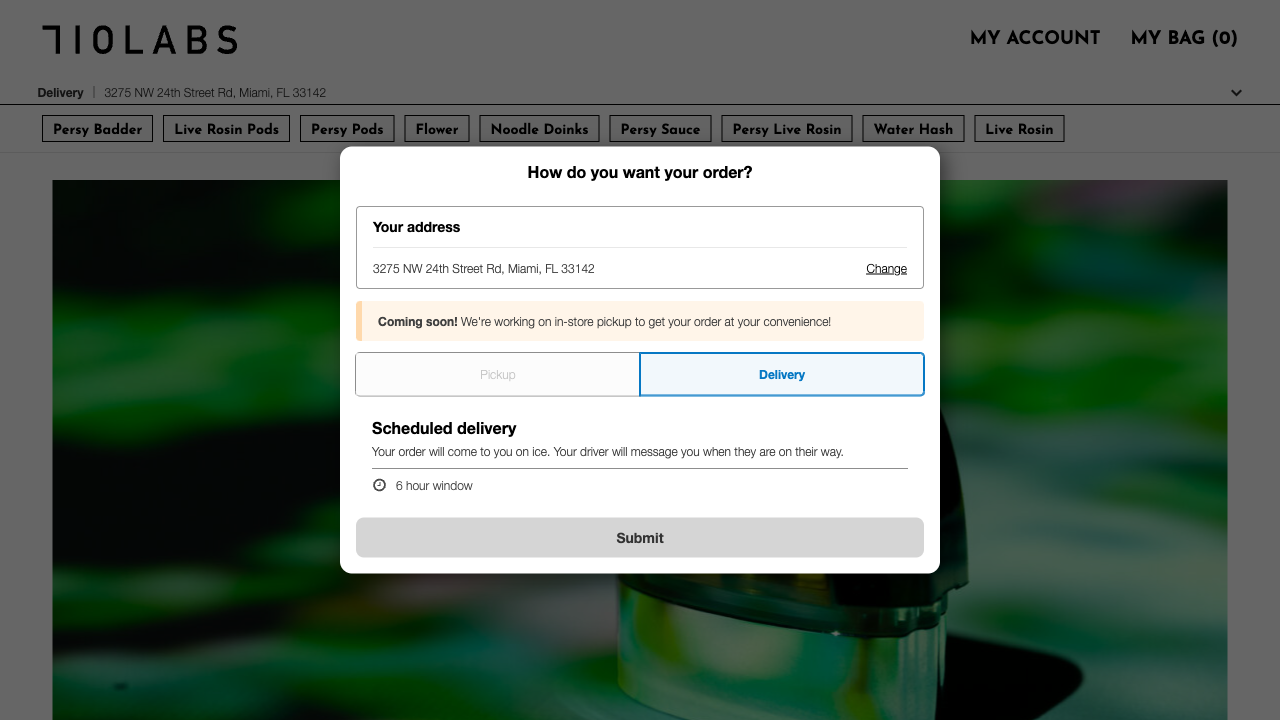 710LABS
MY ACCOUNT
MY BAG (0)
Delivery | 3275 NW 24th Street Rd, Miami, FL 33142
Persy Badder
Live Rosin Pods
Persy Pods
Flower
Noodle Doinks
Persy Sauce
Persy Live Rosin
Water Hash
Live Rosin
How do you want your order?
Your address
3275 NW 24th Street Rd, Miami, FL 33142
Change
Coming soon! We're working on in-store pickup to get your order at your convenience!
Pickup
Delivery
Scheduled delivery
Your order will come to you on ice. Your driver will message you when they are on their way.
6 hour window
Submit